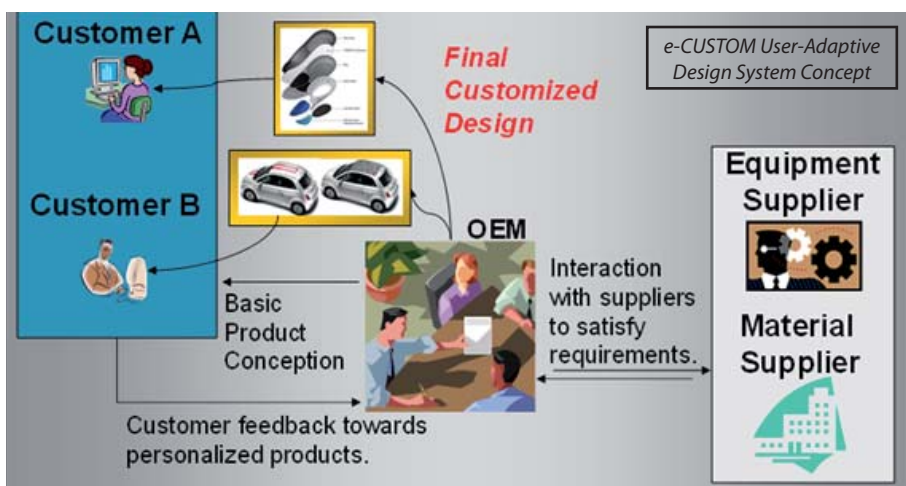 Customer A
Customer B
Final
Customized
Design
e-CUSTOM User-Adaptive
Design System Concept
OEM
Basic
Product
Conception
Customer feedback towards
personalized products.
Interaction
with suppliers
to satisfy
requirements.
Equipment
Supplier
Material
Supplier